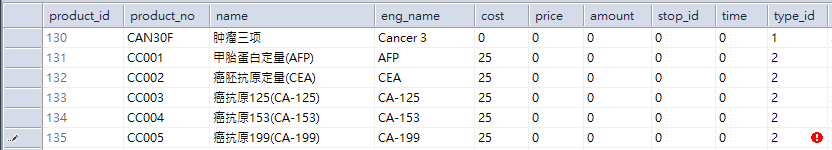 product_id product_no name eng_name cost price amount stop_id time type_id
130 CAN30F 肿瘤三项 Cancer 3 0 0 0 0 0 1
131 CC001 甲胎蛋白定量(AFP) AFP 25 0 0 0 0 2
132 CC002 癌胚抗原定量(CEA) CEA 25 0 0 0 0 2
133 CC003 癌抗原125(CA-125) CA-125 25 0 0 0 0 2
134 CC004 癌抗原153(CA-153) CA-153 25 0 0 0 0 2
135 CC005 癌抗原199(CA-199) CA-199 25 0 0 0 0 2